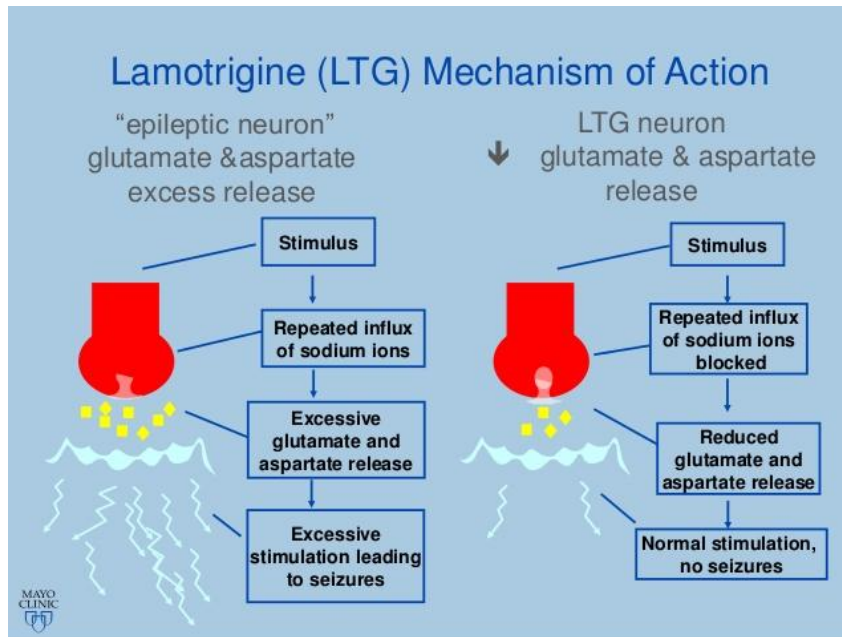 Lamotrigine (LTG) Mechanism of Action
“epileptic neuron”
glutamate &aspartate
excess release
Stimulus
Repeated influx
of sodium ions
Excessive
glutamate and
aspartate release
Excessive
stimulation leading
to seizures
LTG neuron
glutamate & aspartate
release
Stimulus
Repeated influx
of sodium ions
blocked
Reduced
glutamate and
aspartate release
Normal stimulation,
no seizures
MAYO
CLINIC